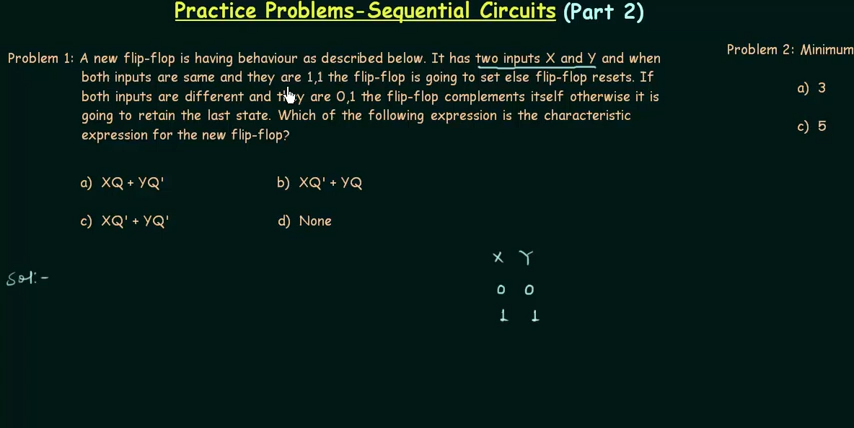 Practice Problems-Sequential Circuits (Part 2)
Problem 1: A new flip-flop is having behaviour as described below. It has two inputs X and Y and when
both inputs are same and they are 1,1 the flip-flop is going to set else flip-flop resets. If
both inputs are different and they are 0,1 the flip-flop complements itself otherwise it is
going to retain the last state. Which of the following expression is the characteristic
expression for the new flip-flop?
a) XQ + YQ' b) XQ' + YQ
c) XQ' + YQ' d) None
Problem 2: Minimum
a) 3
c) 5
Sol:-
X Y
0 0
1 1